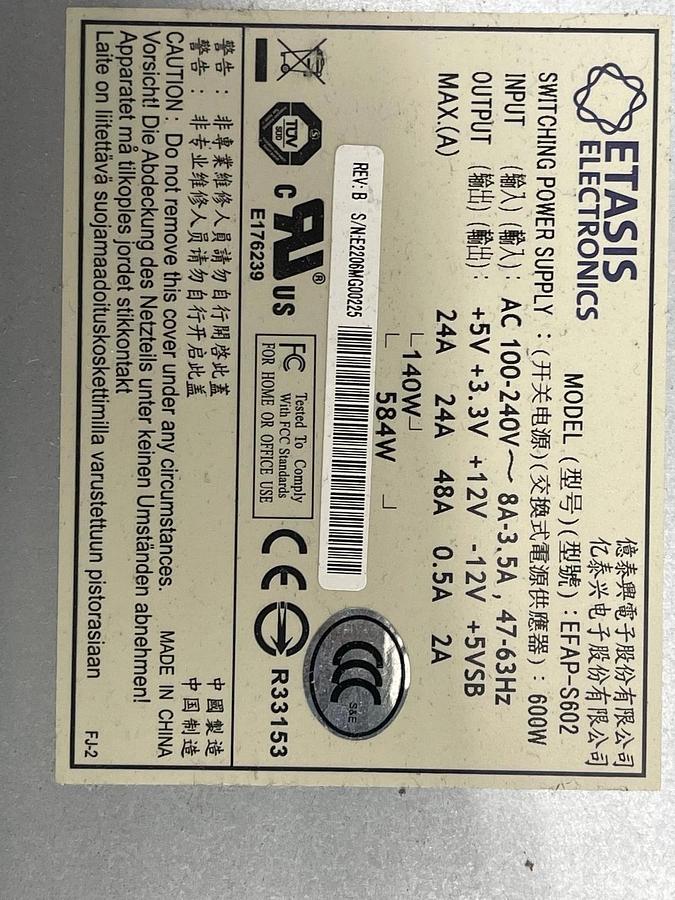 ETASIS
ELECTRONICS
億泰興電子股份有限公司
亿泰兴电子股份有限公司
MODEL (型号)(型號): EFAP-S602
SWITCHING POWER SUPPLY : (开关电源)(交換式電源供應器): 600W
INPUT (输入)(輸入): AC 100-240V~ 8A-3.5A, 47-63Hz
OUTPUT (输出)(輸出): +5V +3.3V +12V -12V +5VSB
MAX.(A) 24A 24A 48A 0.5A 2A
140W
584W
REV: B S/N:E2206MG00225
TÜV
SÜD
C UR US
®
E176239
FC Tested To Comply
With FCC Standards
FOR HOME OR OFFICE USE
CE
R33153
CCC
S&E
警告: 非專業維修人員請勿自行開啓此蓋 中國製造
警告: 非专业维修人员请勿自行开启此盖 中国制造
CAUTION: Do not remove this cover under any circumstances. MADE IN CHINA
Vorsicht! Die Abdeckung des Netzteils unter keinen Umständen abnehmen!
Apparatet må tilkoples jordet stikkontakt
Laite on liitettävä suojamaadoituskoskettimilla varustettuun pistorasiaan
FJ-2